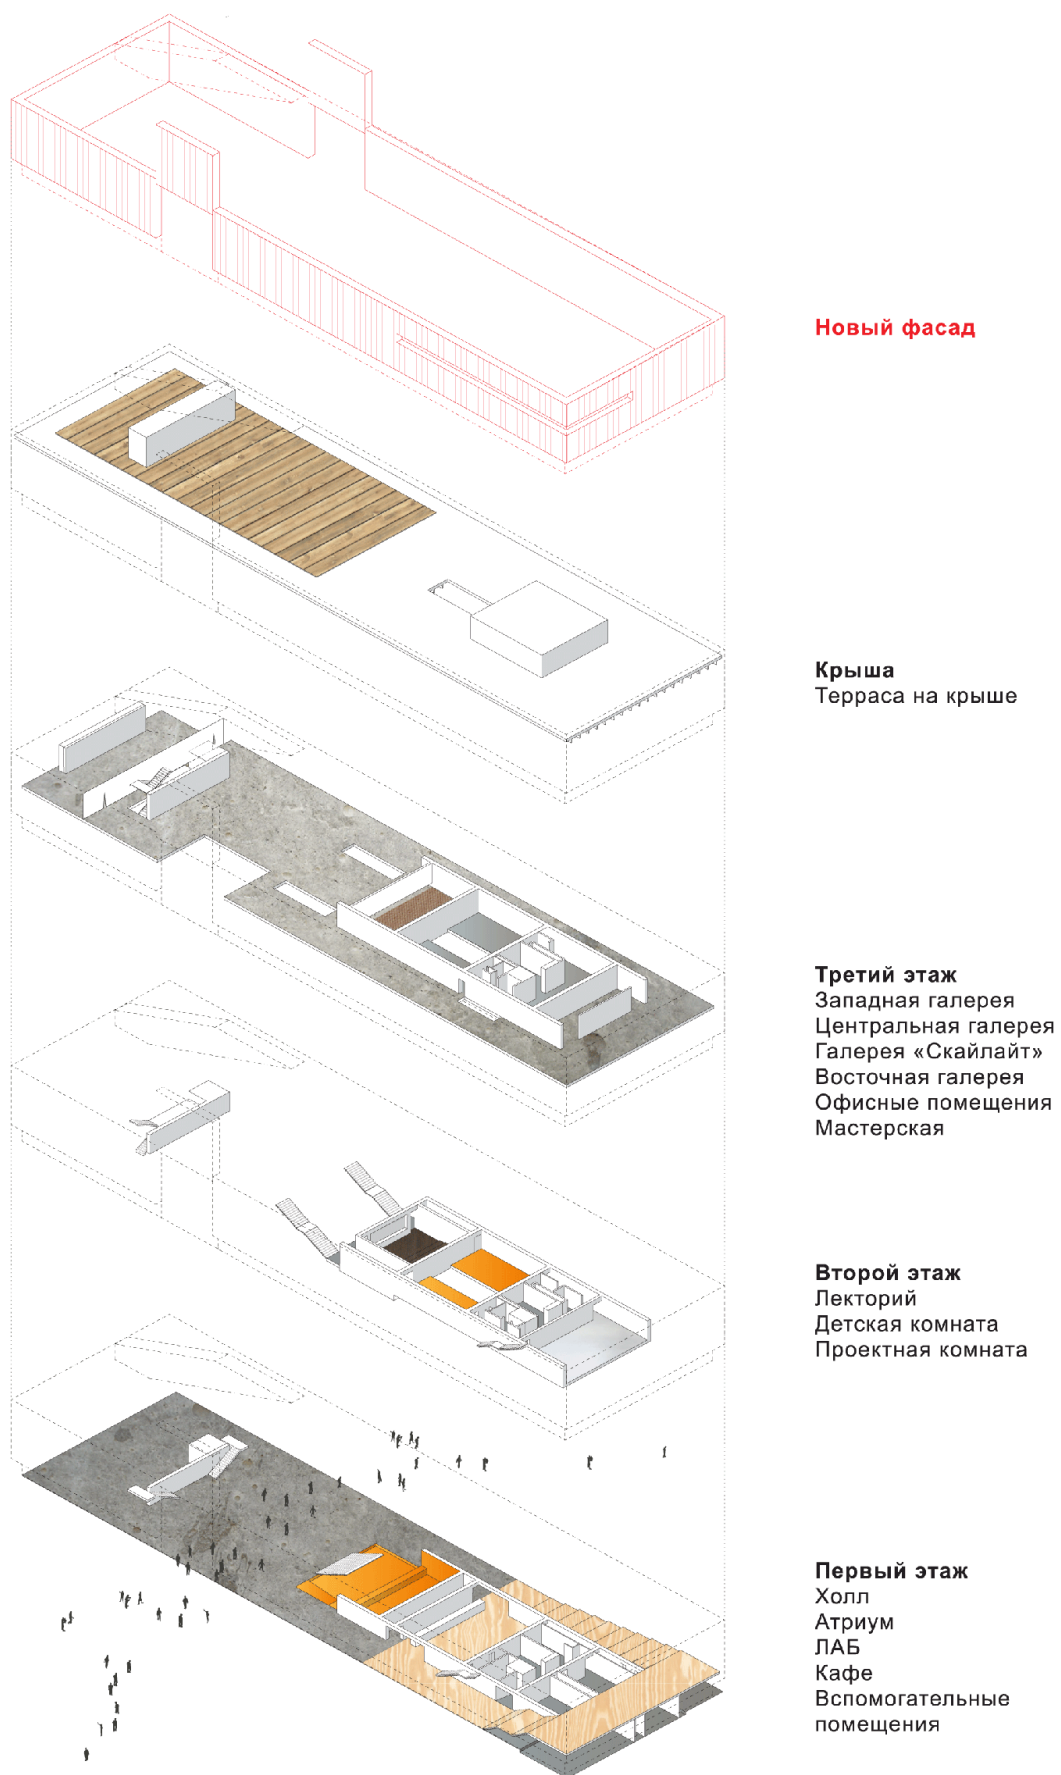 Новый фасад
Крыша
Терраса на крыше
Третий этаж
Западная галерея
Центральная галерея
Галерея «Скайлайт»
Восточная галерея
Офисные помещения
Мастерская
Второй этаж
Лекторий
Детская комната
Проектная комната
Первый этаж
Холл
Атриум
ЛАБ
Кафе
Вспомогательные
помещения